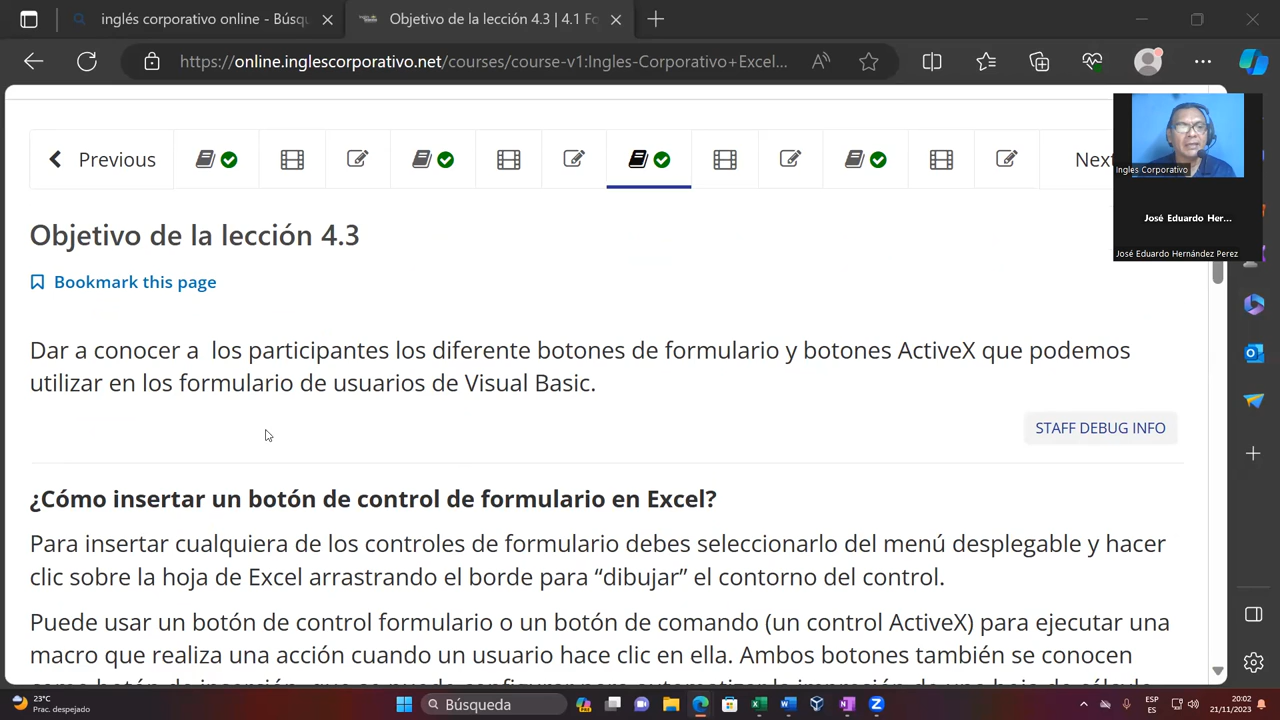 inglés corporativo online - Búsqu
Objetivo de la lección 4.3 | 4.1 Fo
https://online.inglescorporativo.net/courses/course-v1:Ingles-Corporativo+Excel...
Previous
Next
Ingles Corporativo
José Eduardo Her...
José Eduardo Hernández Perez
Objetivo de la lección 4.3
Bookmark this page
Dar a conocer a los participantes los diferente botones de formulario y botones ActiveX que podemos
utilizar en los formulario de usuarios de Visual Basic.
STAFF DEBUG INFO
¿Cómo insertar un botón de control de formulario en Excel?
Para insertar cualquiera de los controles de formulario debes seleccionarlo del menú desplegable y hacer
clic sobre la hoja de Excel arrastrando el borde para “dibujar” el contorno del control.
Puede usar un botón de control formulario o un botón de comando (un control ActiveX) para ejecutar una
macro que realiza una acción cuando un usuario hace clic en ella. Ambos botones también se conocen
23°C
Prac. despejado
Búsqueda
ESP
ES
20:02
21/11/2023